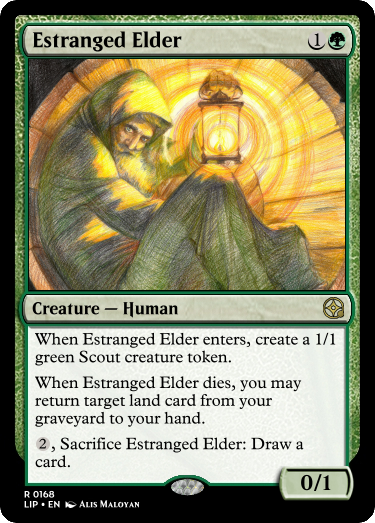 Estranged Elder 1
Creature — Human
When Estranged Elder enters, create a 1/1
green Scout creature token.
When Estranged Elder dies, you may
return target land card from your
graveyard to your hand.
2, Sacrifice Estranged Elder: Draw a
card.
0/1
R 0168
LIP • EN Alis Maloyan